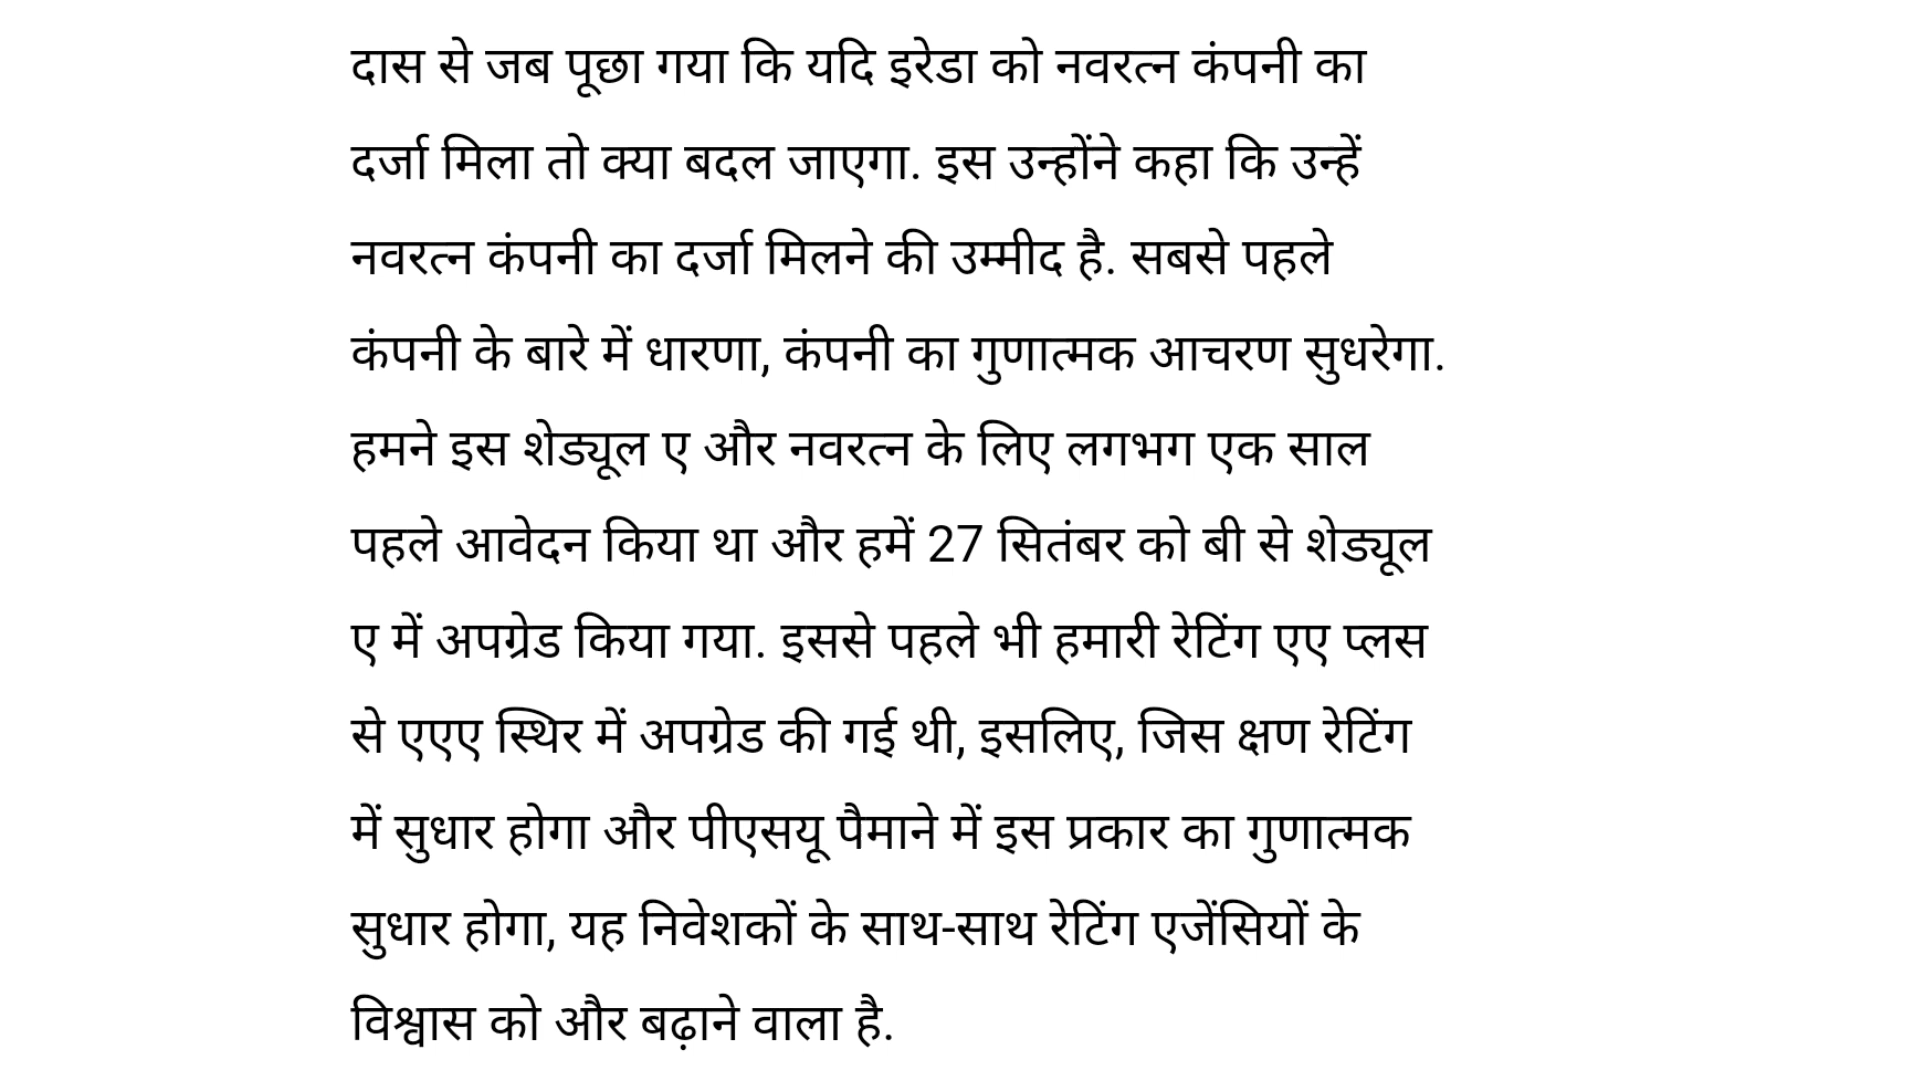 दास से जब पूछा गया कि यदि इरेडा को नवरत्न कंपनी का
दर्जा मिला तो क्या बदल जाएगा. इस उन्होंने कहा कि उन्हें
नवरत्न कंपनी का दर्जा मिलने की उम्मीद है. सबसे पहले
कंपनी के बारे में धारणा, कंपनी का गुणात्मक आचरण सुधरेगा.
हमने इस शेड्यूल ए और नवरत्न के लिए लगभग एक साल
पहले आवेदन किया था और हमें 27 सितंबर को बी से शेड्यूल
ए में अपग्रेड किया गया. इससे पहले भी हमारी रेटिंग एए प्लस
से एएए स्थिर में अपग्रेड की गई थी, इसलिए, जिस क्षण रेटिंग
में सुधार होगा और पीएसयू पैमाने में इस प्रकार का गुणात्मक
सुधार होगा, यह निवेशकों के साथ-साथ रेटिंग एजेंसियों के
विश्वास को और बढ़ाने वाला है.